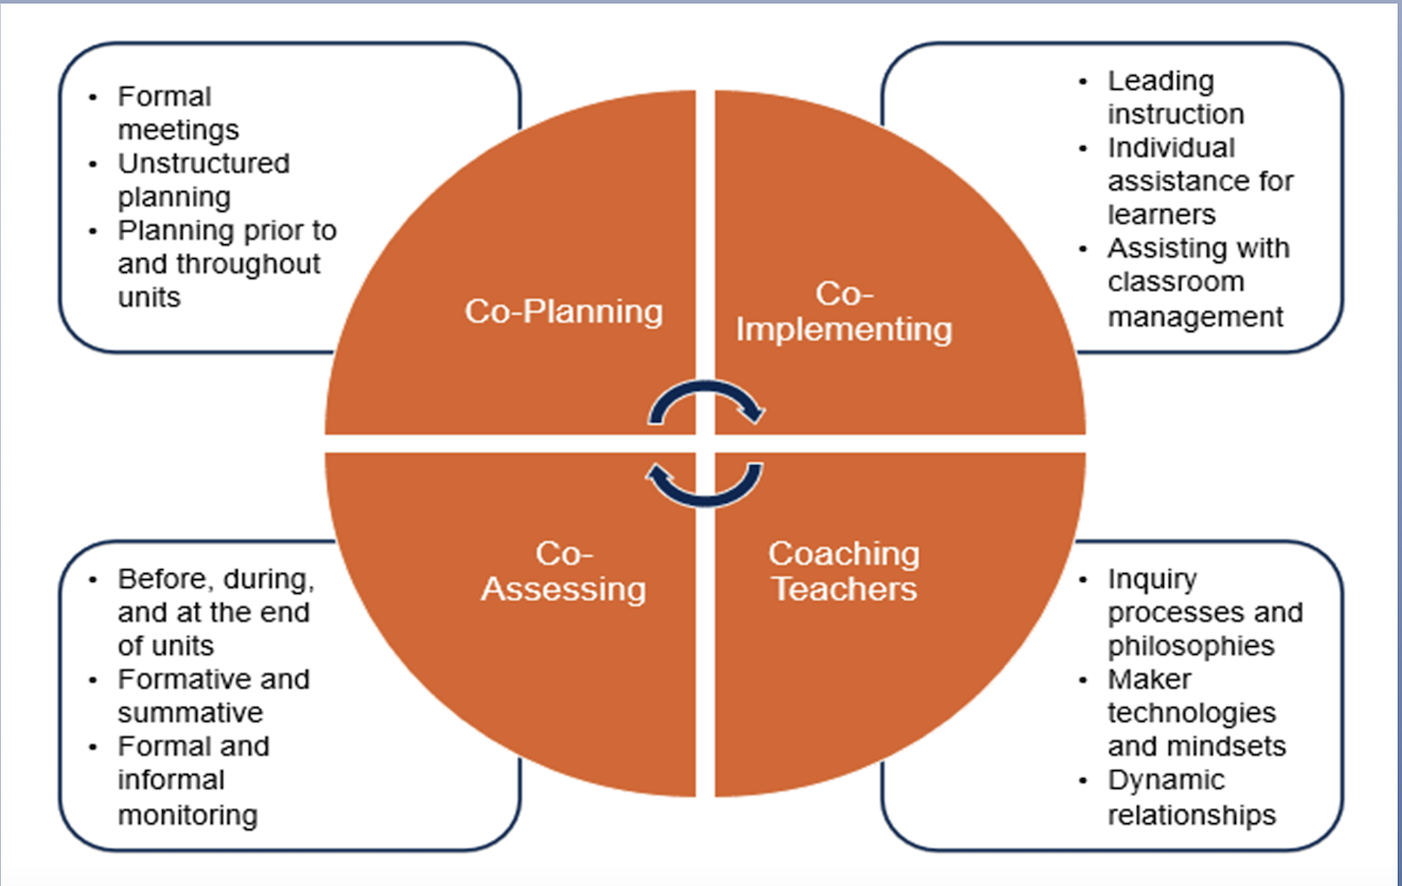 • Formal
meetings
• Unstructured
planning
• Planning prior to
and throughout
units
Co-Planning
• Leading
instruction
• Individual
assistance for
learners
• Assisting with
classroom
management
Co-
Implementing
• Before, during,
and at the end
of units
• Formative and
summative
• Formal and
informal
monitoring
Co-
Assessing
Coaching
Teachers
• Inquiry
processes and
philosophies
• Maker
technologies
and mindsets
• Dynamic
relationships